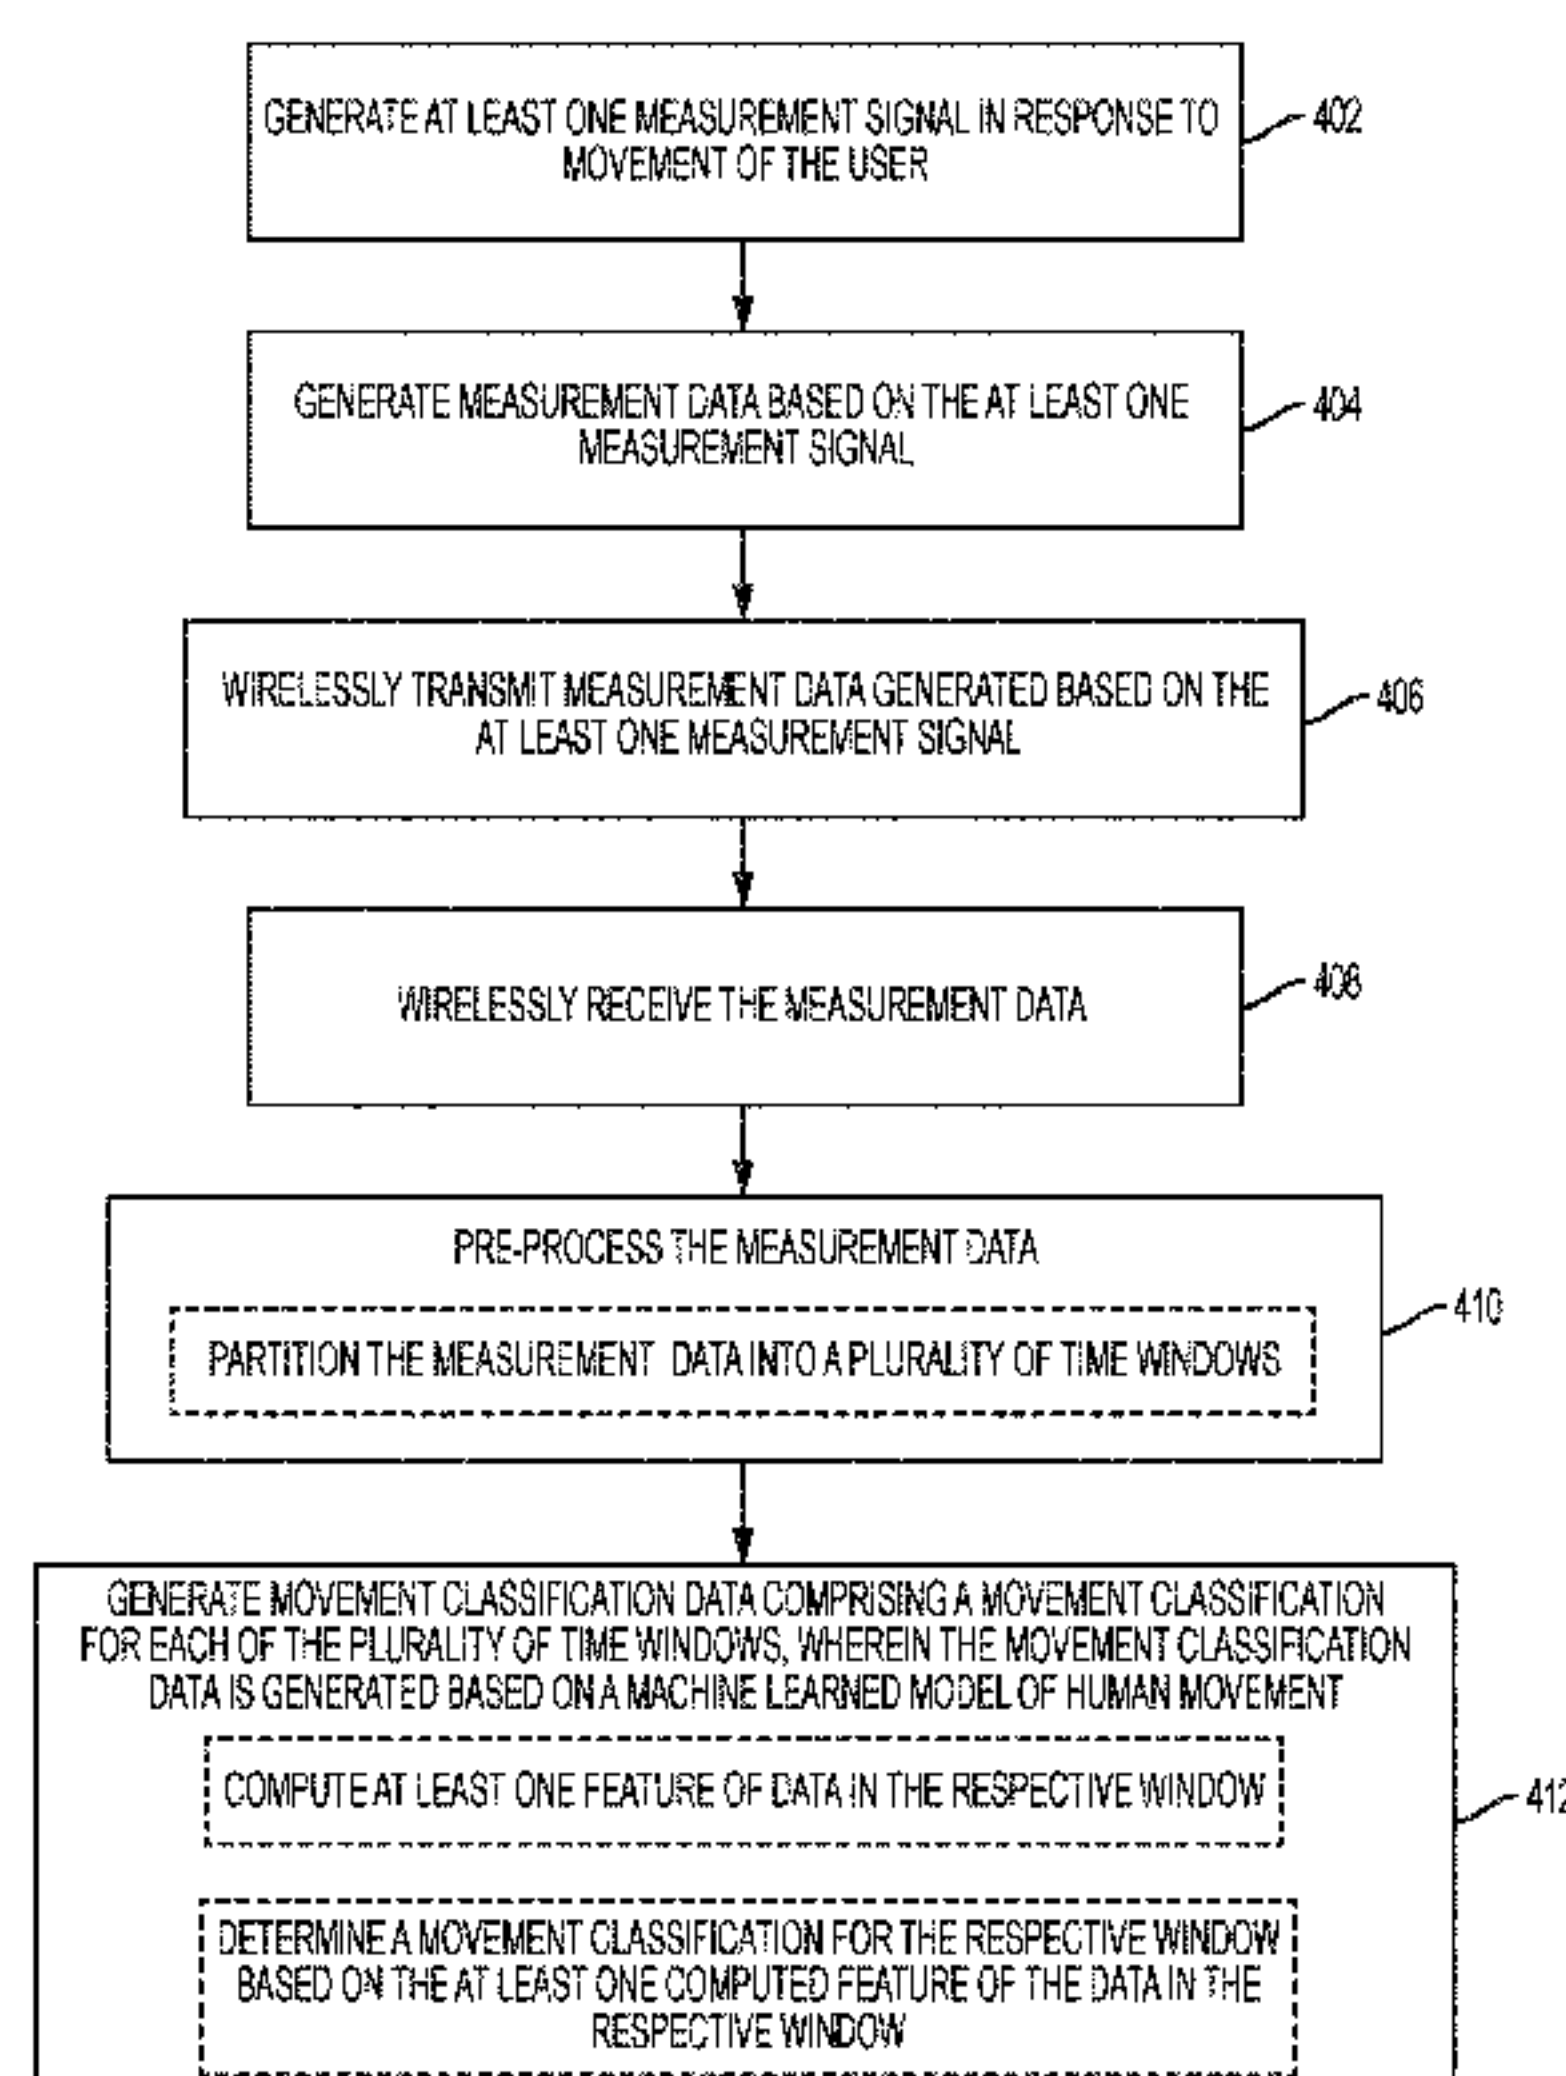 GENERATE AT LEAST ONE MEASUREMENT SIGNAL IN RESPONSE TO
MOVEMENT OF THE USER
402
GENERATE MEASUREMENT DATA BASED ON THE AT LEAST ONE
MEASUREMENT SIGNAL
404
WIRELESSLY TRANSMIT MEASUREMENT DATA GENERATED BASED ON THE
AT LEAST ONE MEASUREMENT SIGNAL
406
WIRELESSLY RECEIVE THE MEASUREMENT DATA
408
PRE-PROCESS THE MEASUREMENT DATA
410
PARTITION THE MEASUREMENT DATA INTO A PLURALITY OF TIME WINDOWS
GENERATE MOVEMENT CLASSIFICATION DATA COMPRISING A MOVEMENT CLASSIFICATION
FOR EACH OF THE PLURALITY OF TIME WINDOWS, WHEREIN THE MOVEMENT CLASSIFICATION
DATA IS GENERATED BASED ON A MACHINE LEARNED MODEL OF HUMAN MOVEMENT
COMPUTE AT LEAST ONE FEATURE OF DATA IN THE RESPECTIVE WINDOW
412
DETERMINE A MOVEMENT CLASSIFICATION FOR THE RESPECTIVE WINDOW
BASED ON THE AT LEAST ONE COMPUTED FEATURE OF THE DATA IN THE
RESPECTIVE WINDOW